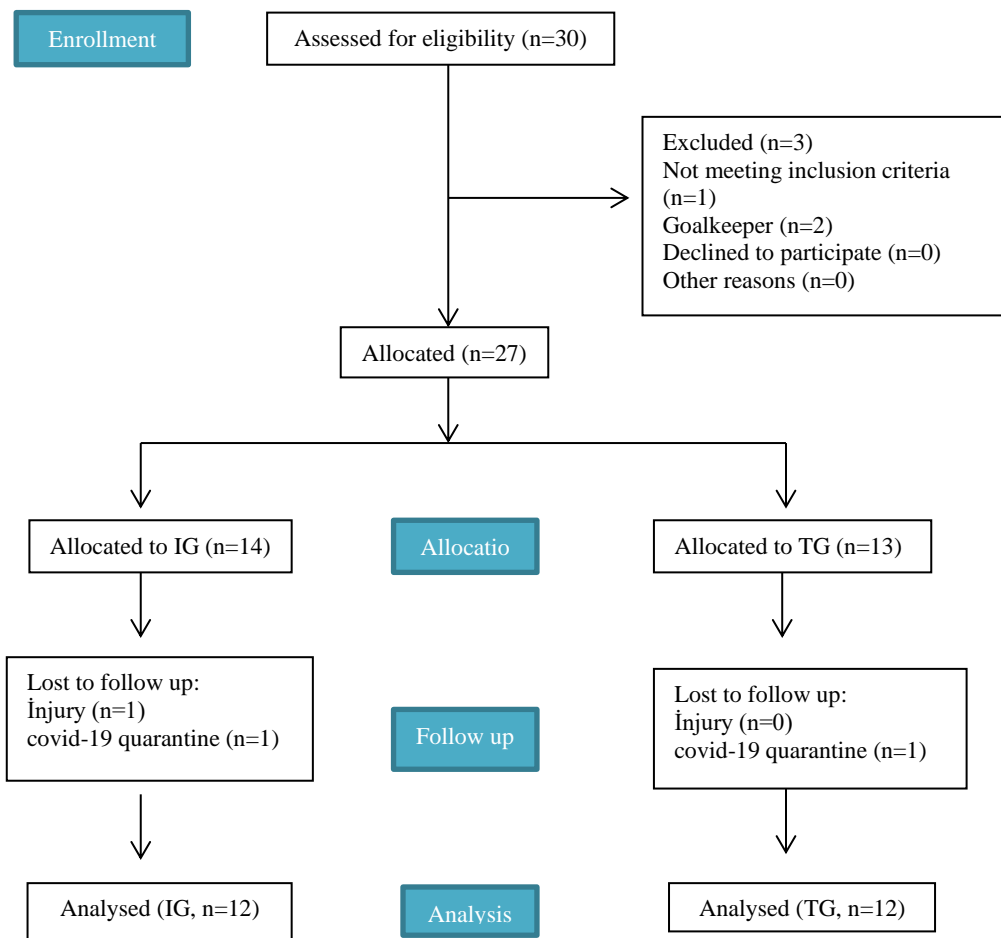 Enrollment
Assessed for eligibility (n=30)
Excluded (n=3)
Not meeting inclusion criteria
(n=1)
Goalkeeper (n=2)
Declined to participate (n=0)
Other reasons (n=0)
Allocated (n=27)
Allocated to IG (n=14)
Allocatio
Allocated to TG (n=13)
Lost to follow up:
İnjury (n=1)
covid-19 quarantine (n=1)
Follow up
Lost to follow up:
İnjury (n=0)
covid-19 quarantine (n=1)
Analysed (IG, n=12)
Analysis
Analysed (TG, n=12)